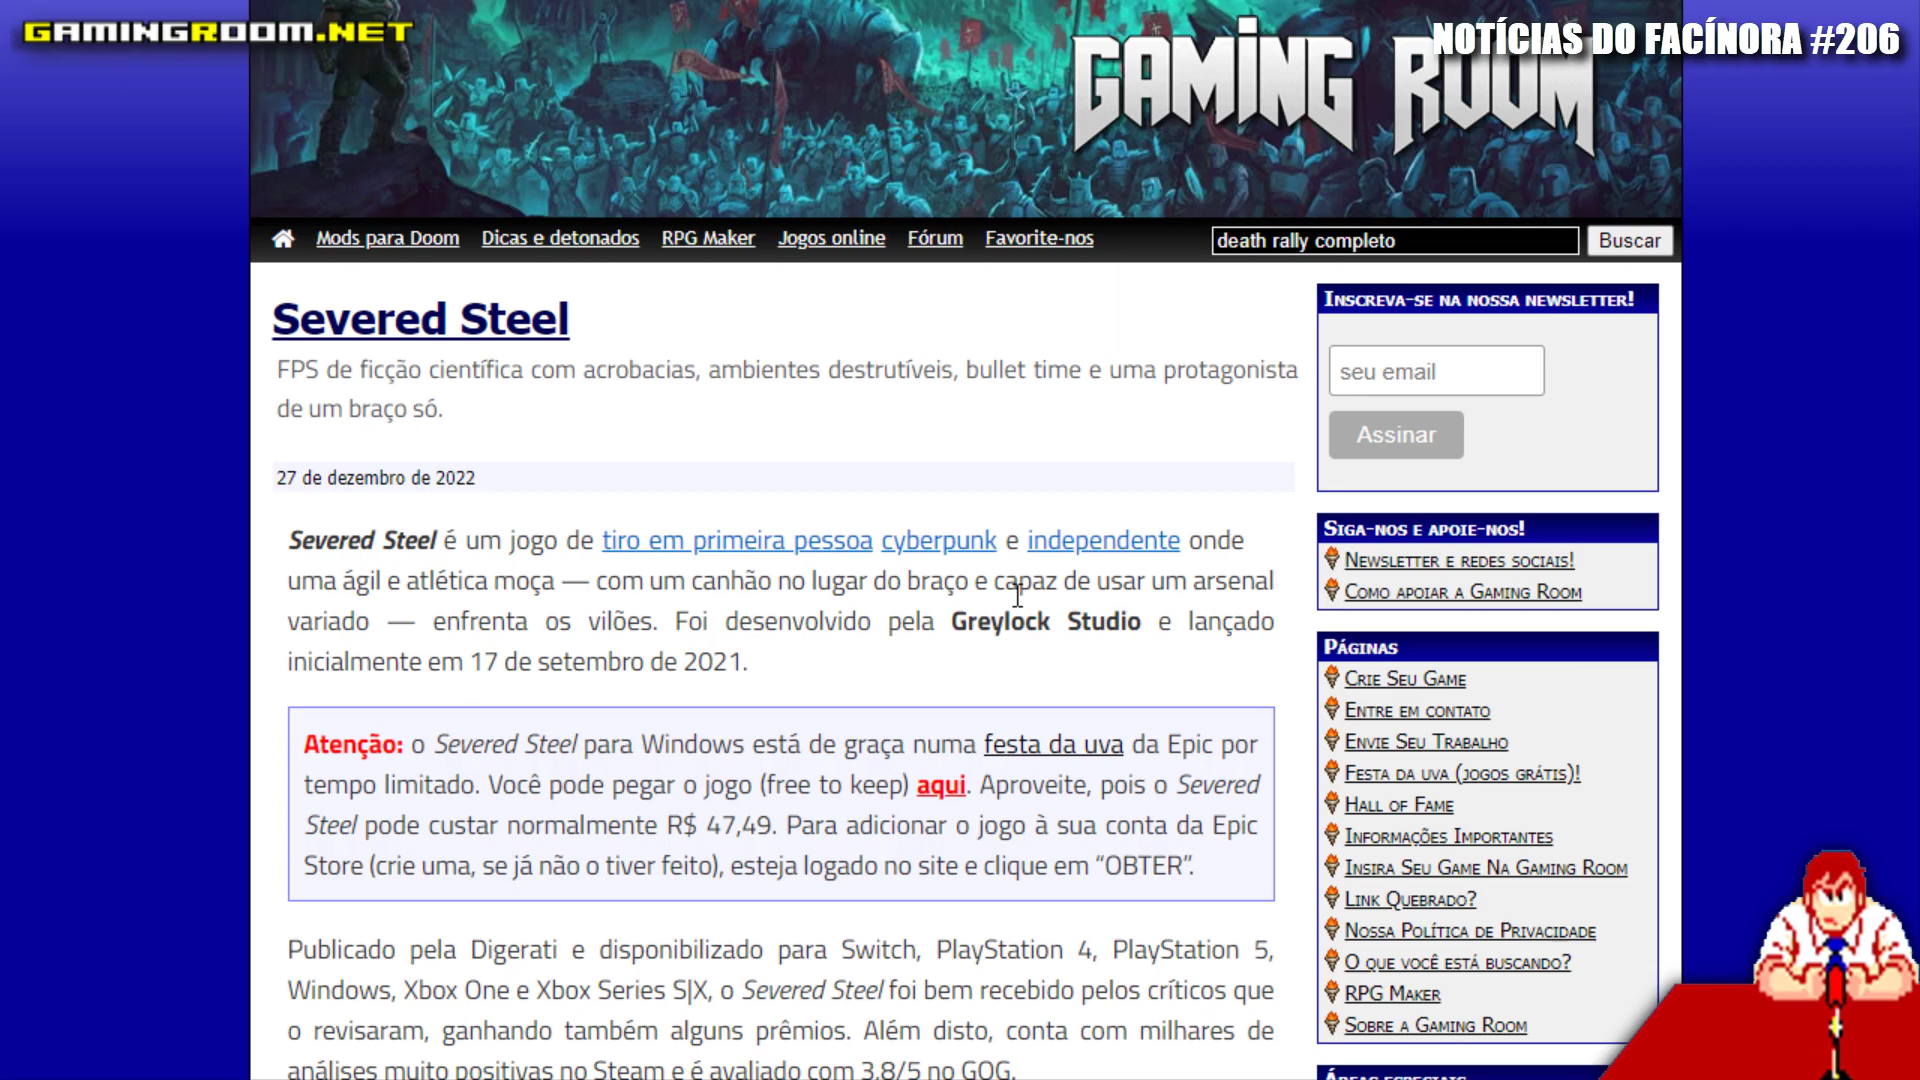 GAMINGROOM.NET
GAMING ROOM
NOTÍCIAS DO FACÍNORA #206
Mods para Doom Dicas e detonados RPG Maker Jogos online Fórum Favorite-nos
death rally completo Buscar
Severed Steel
FPS de ficção científica com acrobacias, ambientes destrutíveis, bullet time e uma protagonista
de um braço só.
27 de dezembro de 2022
Severed Steel é um jogo de tiro em primeira pessoa cyberpunk e independente onde
uma ágil e atlética moça — com um canhão no lugar do braço e capaz de usar um arsenal
variado — enfrenta os vilões. Foi desenvolvido pela Greylock Studio e lançado
inicialmente em 17 de setembro de 2021.
Atenção: o Severed Steel para Windows está de graça numa festa da uva da Epic por
tempo limitado. Você pode pegar o jogo (free to keep) aqui. Aproveite, pois o Severed
Steel pode custar normalmente R$ 47,49. Para adicionar o jogo à sua conta da Epic
Store (crie uma, se já não o tiver feito), esteja logado no site e clique em “OBTER”.
Publicado pela Digerati e disponibilizado para Switch, PlayStation 4, PlayStation 5,
Windows, Xbox One e Xbox Series S|X, o Severed Steel foi bem recebido pelos críticos que
o revisaram, ganhando também alguns prêmios. Além disto, conta com milhares de
análises muito positivas no Steam e é avaliado com 3,8/5 no GOG.
Inscreva-se na nossa newsletter!
seu email
Assinar
Siga-nos e apoie-nos!
Newsletter e redes sociais!
Como apoiar a Gaming Room
Páginas
Crie Seu Game
Entre em contato
Envie Seu Trabalho
Festa da uva (jogos grátis)!
Hall of Fame
Informações Importantes
Insira Seu Game Na Gaming Room
Link Quebrado?
Nossa Política de Privacidade
O que você está buscando?
RPG Maker
Sobre a Gaming Room
Áreas especiais